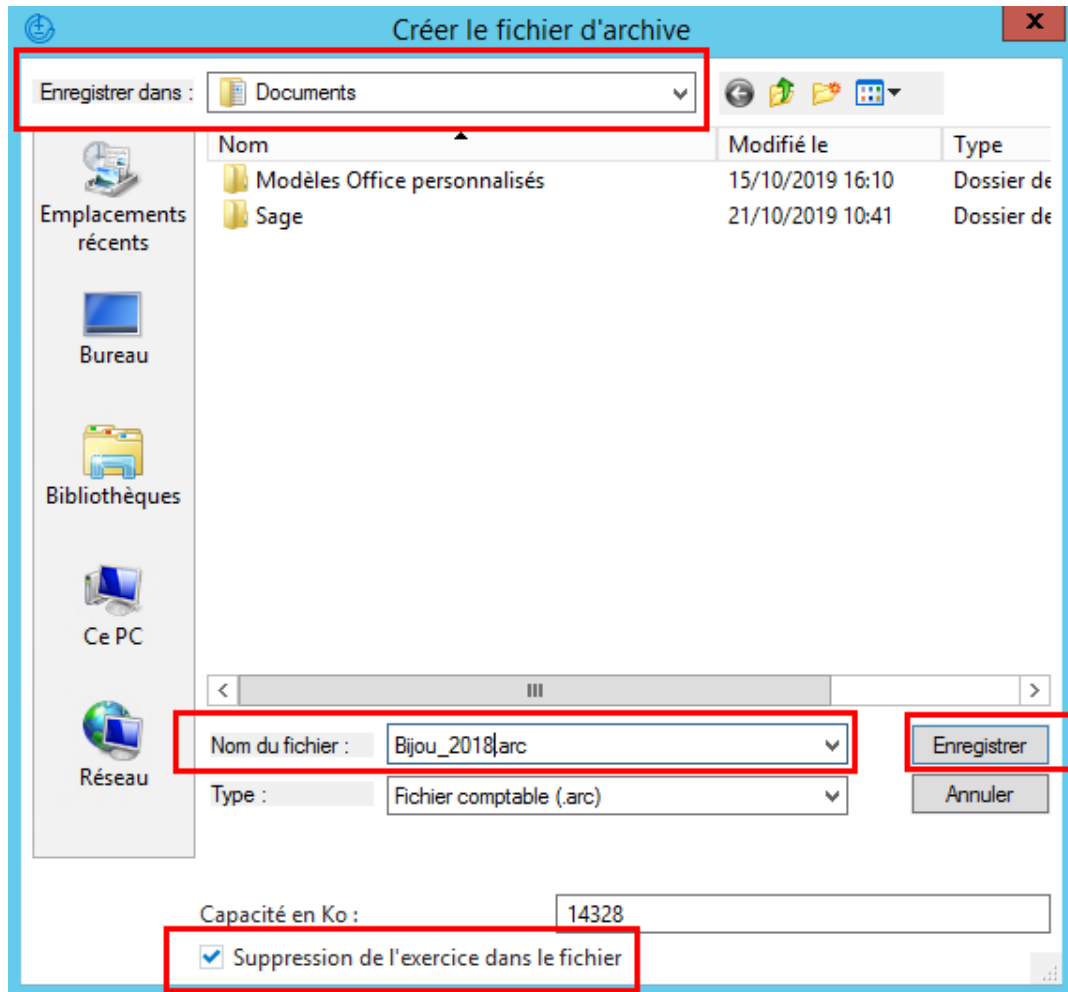 Créer le fichier d'archive
x
Enregistrer dans : Documents
Nom Modifié le Type
Modèles Office personnalisés 15/10/2019 16:10 Dossier de
Sage 21/10/2019 10:41 Dossier de
Emplacements
récents
Bureau
Bibliothèques
Ce PC
Réseau
Nom du fichier : Bijou_2018.arc Enregistrer
Type : Fichier comptable (.arc) Annuler
Capacité en Ko : 14328
Suppression de l'exercice dans le fichier